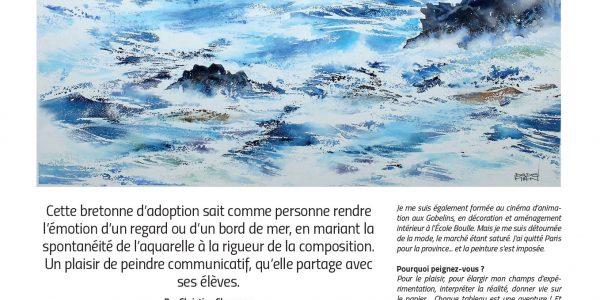 Cette bretonne d'adoption sait comme personne rendre
l'émotion d'un regard ou d'un bord de mer, en mariant la
spontanéité de l'aquarelle à la rigueur de la composition.
Un plaisir de peindre communicatif, qu'elle partage avec
ses élèves.
Je me suis également formée au cinéma d'anima-
tion aux Gobelins, en décoration et aménagement
intérieur à l'École Boulle. Mais je me suis détournée
de la mode, le marché étant saturé. J'ai quitté Paris
pour la province... et la peinture s'est imposée.
Pourquoi peignez-vous ?
Pour le plaisir, pour élargir mon champs d'expé-
rimentation, interpréter la réalité, donner vie sur
le papier... Chaque tableau est une aventure ! Et